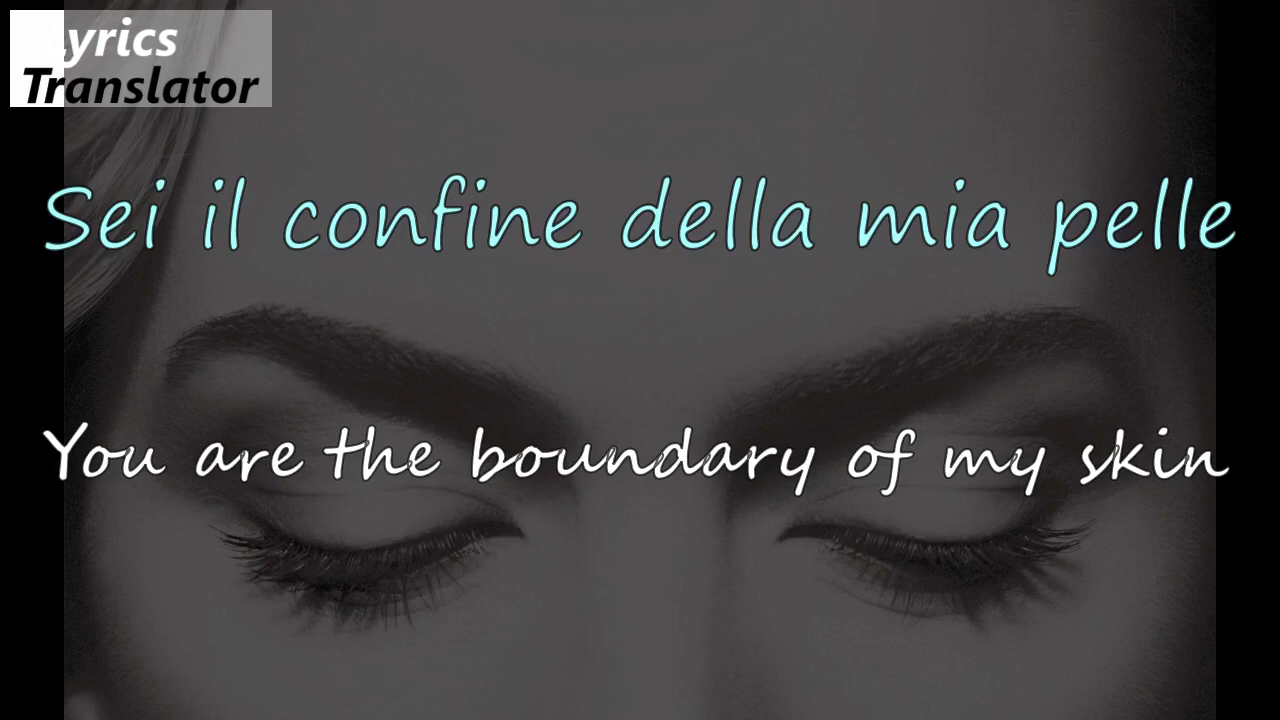 Lyrics
Translator
Sei il confine della mia pelle
You are the boundary of my skin